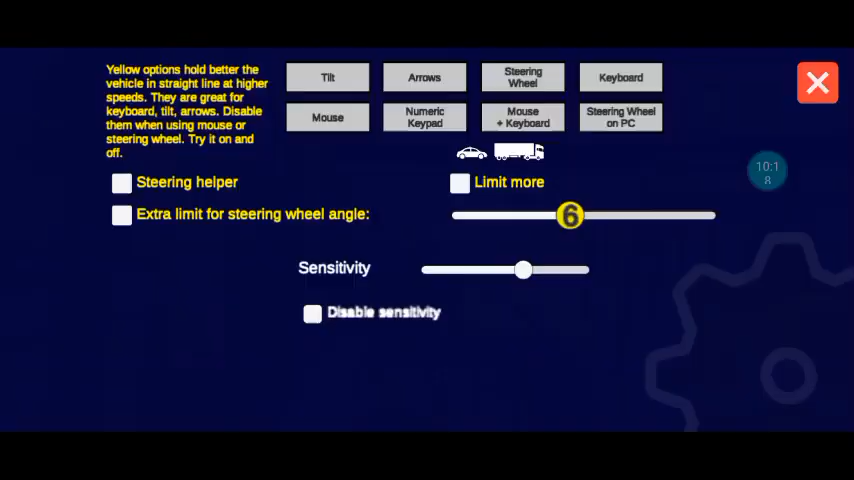 Yellow options hold better the
vehicle in straight line at higher
speeds. They are great for
keyboard, tilt, arrows. Disable
them when using mouse or
steering wheel. Try it on and
off.
Tilt
Arrows
Steering
Wheel
Keyboard
Mouse
Numeric
Keypad
Mouse
+ Keyboard
Steering Wheel
on PC
10:1
8
Steering helper
Limit more
Extra limit for steering wheel angle:
6
Sensitivity
Disable sensitivity